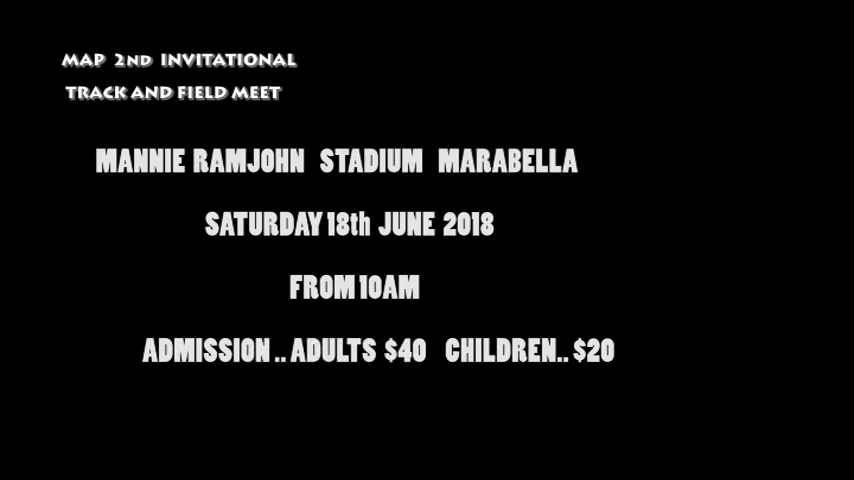 MAP 2ND INVITATIONAL
TRACK AND FIELD MEET
MANNIE RAMJOHN STADIUM MARABELLA
SATURDAY 18th JUNE 2018
FROM 10AM
ADMISSION .. ADULTS $40 CHILDREN.. $20